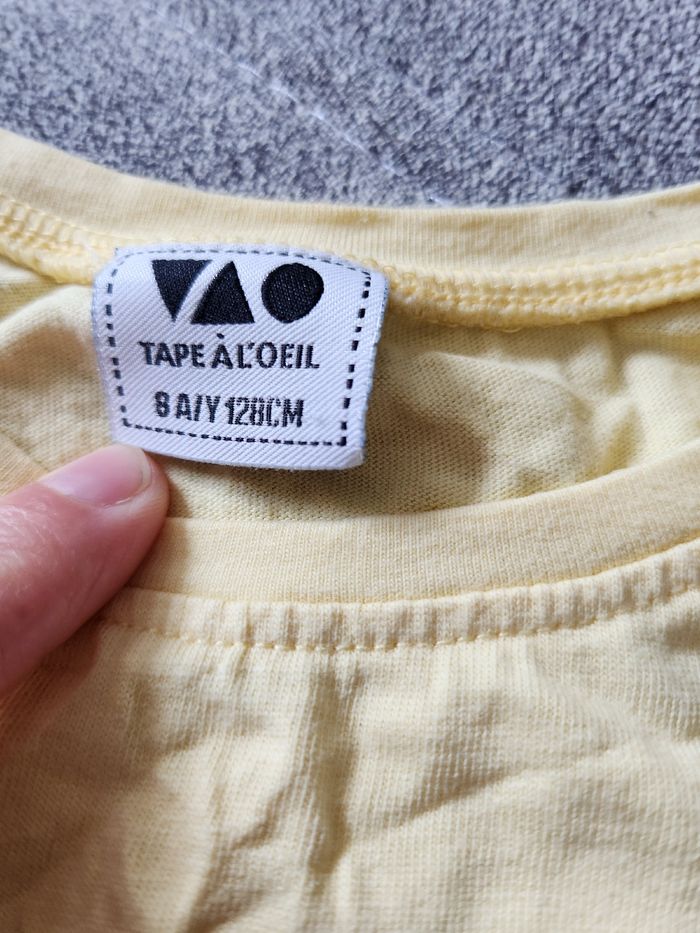 TAPE À L'OEIL
8 A/Y 128CM